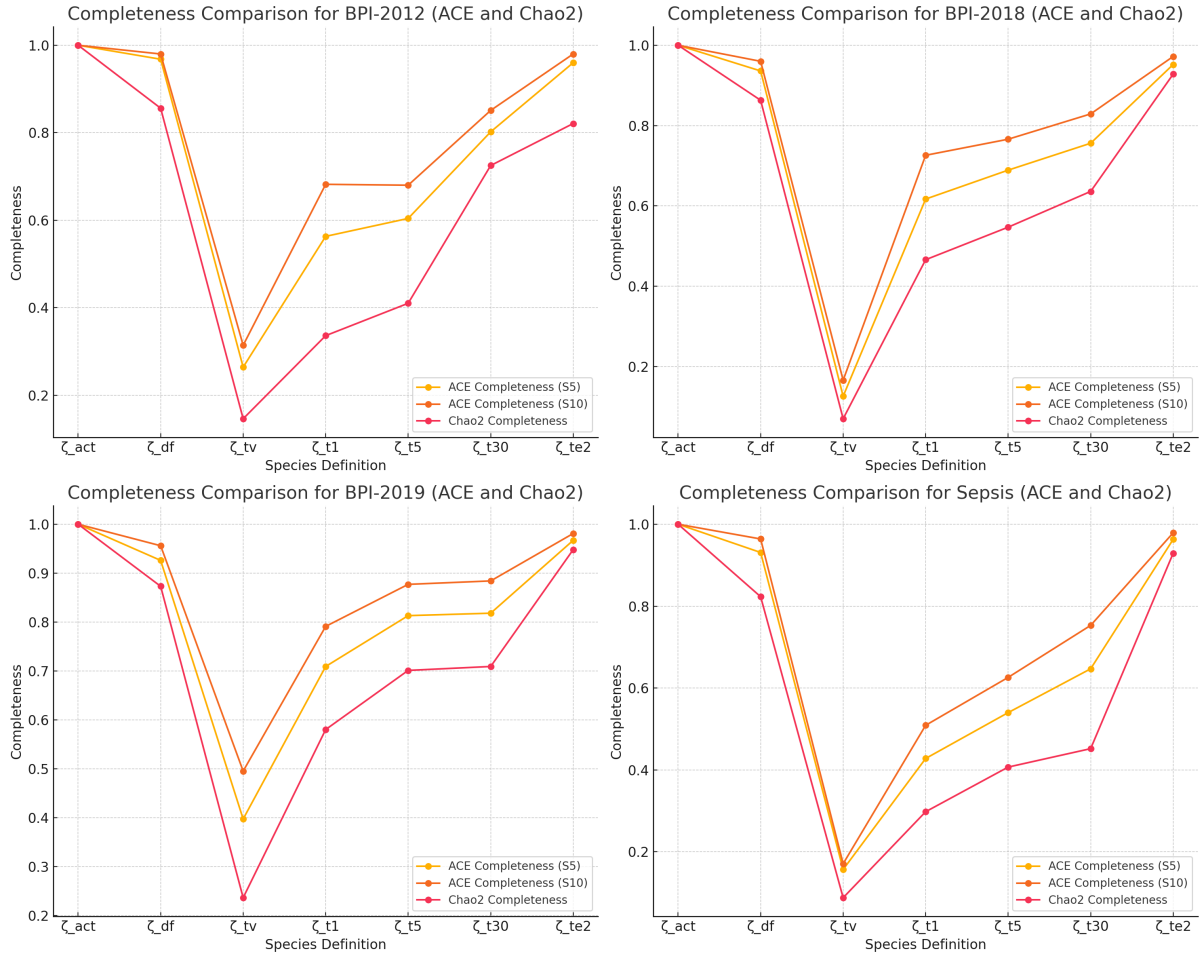 Completeness Comparison for BPI-2012 (ACE and Chao2)
1.0
0.8
0.6
0.4
0.2
Completeness
ζ_act ζ_df ζ_tv ζ_t1 ζ_t5 ζ_t30 ζ_te2
Species Definition
ACE Completeness (S5)
ACE Completeness (S10)
Chao2 Completeness
Completeness Comparison for BPI-2018 (ACE and Chao2)
1.0
0.8
0.6
0.4
0.2
Completeness
ζ_act ζ_df ζ_tv ζ_t1 ζ_t5 ζ_t30 ζ_te2
Species Definition
ACE Completeness (S5)
ACE Completeness (S10)
Chao2 Completeness
Completeness Comparison for BPI-2019 (ACE and Chao2)
1.0
0.9
0.8
0.7
0.6
0.5
0.4
0.3
0.2
Completeness
ζ_act ζ_df ζ_tv ζ_t1 ζ_t5 ζ_t30 ζ_te2
Species Definition
ACE Completeness (S5)
ACE Completeness (S10)
Chao2 Completeness
Completeness Comparison for Sepsis (ACE and Chao2)
1.0
0.8
0.6
0.4
0.2
Completeness
ζ_act ζ_df ζ_tv ζ_t1 ζ_t5 ζ_t30 ζ_te2
Species Definition
ACE Completeness (S5)
ACE Completeness (S10)
Chao2 Completeness